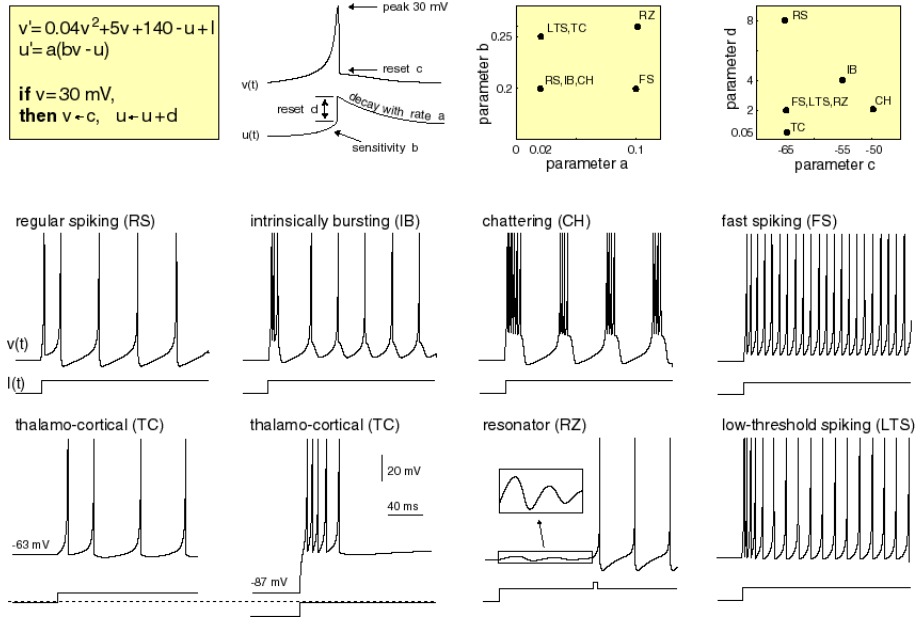 v'= 0.04v²+5v+140 - u + I
u'= a(bv - u)
if v= 30 mV,
then v←c, u←u+d
peak 30 mV
reset c
v(t)
reset d
decay with rate a
u(t)
sensitivity b
parameter b
0.25
0.2
LTS,TC
RZ
RS,IB,CH
FS
0
0.02
0.1
parameter a
parameter d
8
4
2
0.05
RS
IB
FS,LTS,RZ
CH
TC
-65
-55
-50
parameter c
regular spiking (RS)
intrinsically bursting (IB)
chattering (CH)
fast spiking (FS)
v(t)
I(t)
thalamo-cortical (TC)
thalamo-cortical (TC)
resonator (RZ)
low-threshold spiking (LTS)
20 mV
40 ms
-63 mV
-87 mV